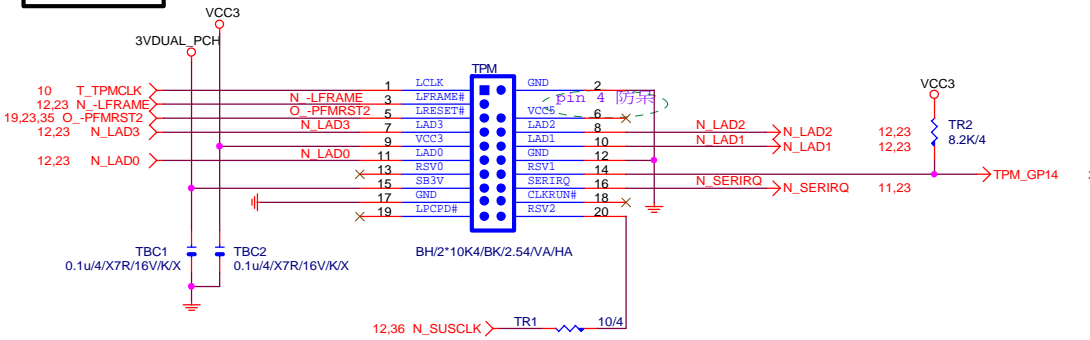 VCC3
3VDUAL_PCH
TPM
10 T_TPMCLK 1 LCLK GND 2
12,23 N_-LFRAME N_-LFRAME 3 LFRAME# pin 4 防呆
19,23,35 O_-PFMRST2 O_-PFMRST2 5 LRESET# VCC5 6
12,23 N_LAD3 N_LAD3 7 LAD3 LAD2 8 N_LAD2 N_LAD2 12,23
9 VCC3 LAD1 10 N_LAD1 N_LAD1 12,23
12,23 N_LAD0 N_LAD0 11 LAD0 GND 12
13 RSV0 RSV1 14 TPM_GP14
15 SB3V SERIRQ 16 N_SERIRQ N_SERIRQ 11,23
17 GND CLKRUN# 18
19 LPCPD# RSV2 20
VCC3
TR2
8.2K/4
BH/2*10K4/BK/2.54/VA/HA
TBC1
0.1u/4/X7R/16V/K/X
TBC2
0.1u/4/X7R/16V/K/X
12,36 N_SUSCLK TR1 10/4